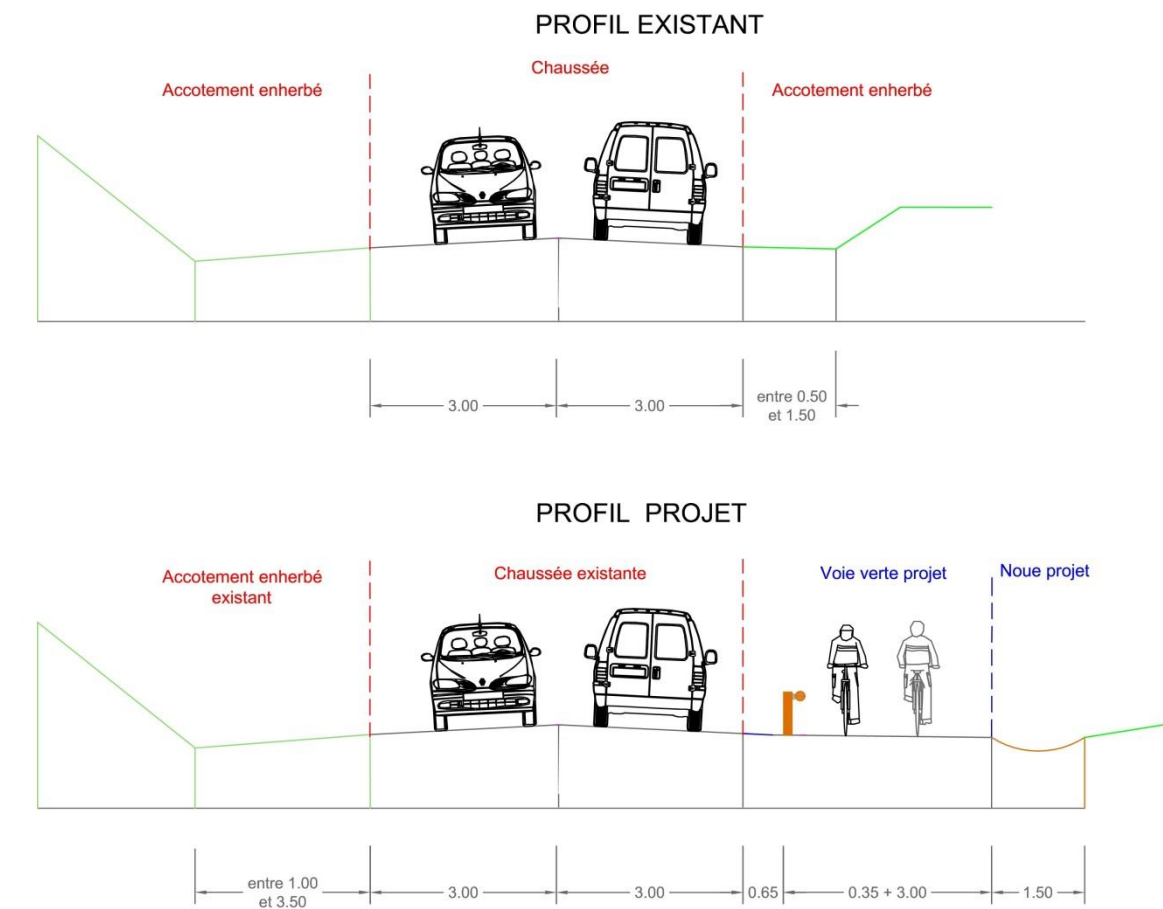 PROFIL EXISTANT
Chaussée
Accotement enherbé
Accotement enherbé
3.00
3.00
entre 0.50
et 1.50
PROFIL PROJET
Accotement enherbé
existant
Chaussée existante
Voie verte projet
Noue projet
entre 1.00
et 3.50
3.00
3.00
0.65
0.35 + 3.00
1.50